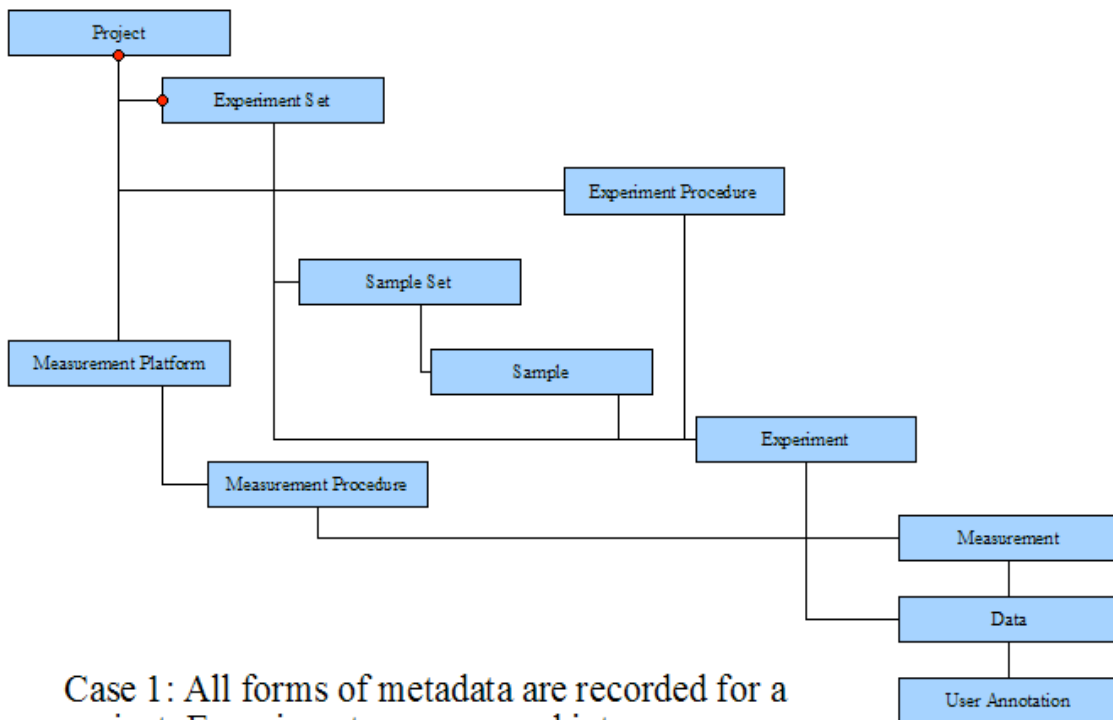 Project
Experiment Set
Experiment Procedure
Sample Set
Measurement Platform
Sample
Experiment
Measurement Procedure
Measurement
Data
User Annotation
Case 1: All forms of metadata are recorded for a